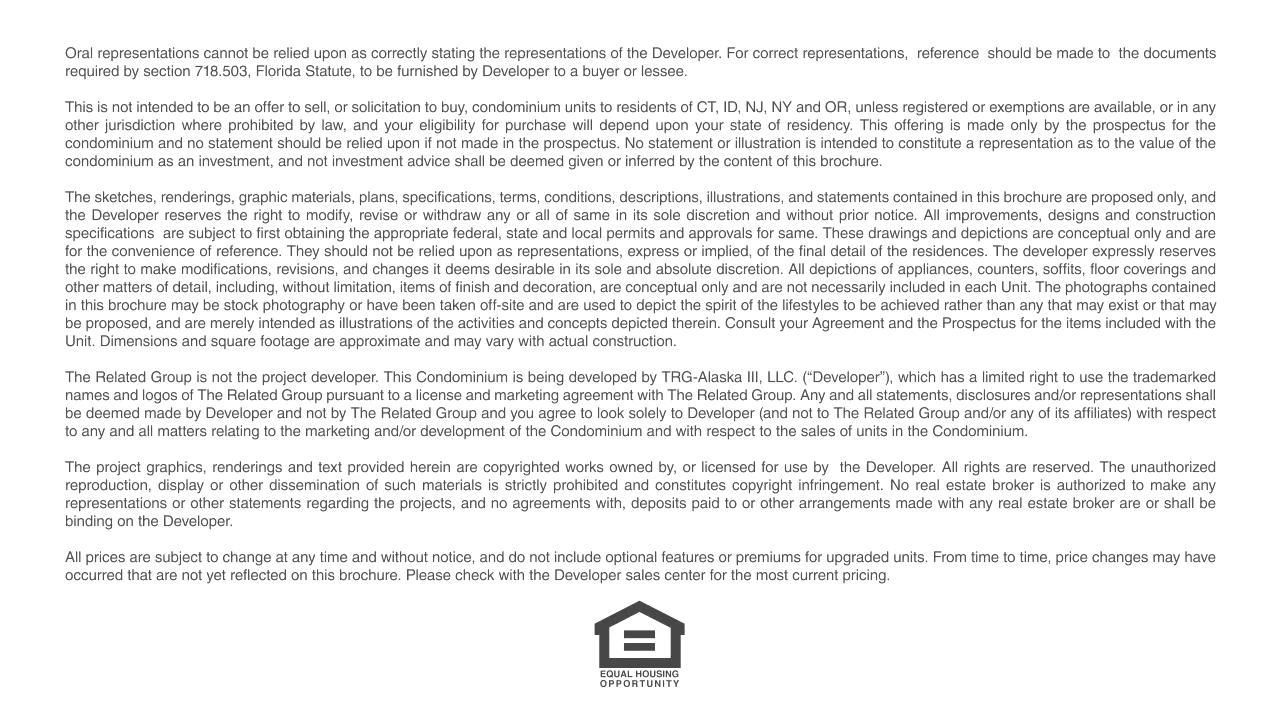 Oral representations cannot be relied upon as correctly stating the representations of the Developer. For correct representations, reference should be made to the documents
required by section 718.503, Florida Statute, to be furnished by Developer to a buyer or lessee.
This is not intended to be an offer to sell, or solicitation to buy, condominium units to residents of CT, ID, NJ, NY and OR, unless registered or exemptions are available, or in any
other jurisdiction where prohibited by law, and your eligibility for purchase will depend upon your state of residency. This offering is made only by the prospectus for the
condominium and no statement should be relied upon if not made in the prospectus. No statement or illustration is intended to constitute a representation as to the value of the
condominium as an investment, and not investment advice shall be deemed given or inferred by the content of this brochure.
The sketches, renderings, graphic materials, plans, specifications, terms, conditions, descriptions, illustrations, and statements contained in this brochure are proposed only, and
the Developer reserves the right to modify, revise or withdraw any or all of same in its sole discretion and without prior notice. All improvements, designs and construction
specifications are subject to first obtaining the appropriate federal, state and local permits and approvals for same. These drawings and depictions are conceptual only and are
for the convenience of reference. They should not be relied upon as representations, express or implied, of the final detail of the residences. The developer expressly reserves
the right to make modifications, revisions, and changes it deems desirable in its sole and absolute discretion. All depictions of appliances, counters, soffits, floor coverings and
other matters of detail, including, without limitation, items of finish and decoration, are conceptual only and are not necessarily included in each Unit. The photographs contained
in this brochure may be stock photography or have been taken off-site and are used to depict the spirit of the lifestyles to be achieved rather than any that may exist or that may
be proposed, and are merely intended as illustrations of the activities and concepts depicted therein. Consult your Agreement and the Prospectus for the items included with the
Unit. Dimensions and square footage are approximate and may vary with actual construction.
The Related Group is not the project developer. This Condominium is being developed by TRG-Alaska III, LLC. (“Developer”), which has a limited right to use the trademarked
names and logos of The Related Group pursuant to a license and marketing agreement with The Related Group. Any and all statements, disclosures and/or representations shall
be deemed made by Developer and not by The Related Group and you agree to look solely to Developer (and not to The Related Group and/or any of its affiliates) with respect
to any and all matters relating to the marketing and/or development of the Condominium and with respect to the sales of units in the Condominium.
The project graphics, renderings and text provided herein are copyrighted works owned by, or licensed for use by the Developer. All rights are reserved. The unauthorized
reproduction, display or other dissemination of such materials is strictly prohibited and constitutes copyright infringement. No real estate broker is authorized to make any
representations or other statements regarding the projects, and no agreements with, deposits paid to or other arrangements made with any real estate broker are or shall be
binding on the Developer.
All prices are subject to change at any time and without notice, and do not include optional features or premiums for upgraded units. From time to time, price changes may have
occurred that are not yet reflected on this brochure. Please check with the Developer sales center for the most current pricing.
EQUAL HOUSING
OPPORTUNITY